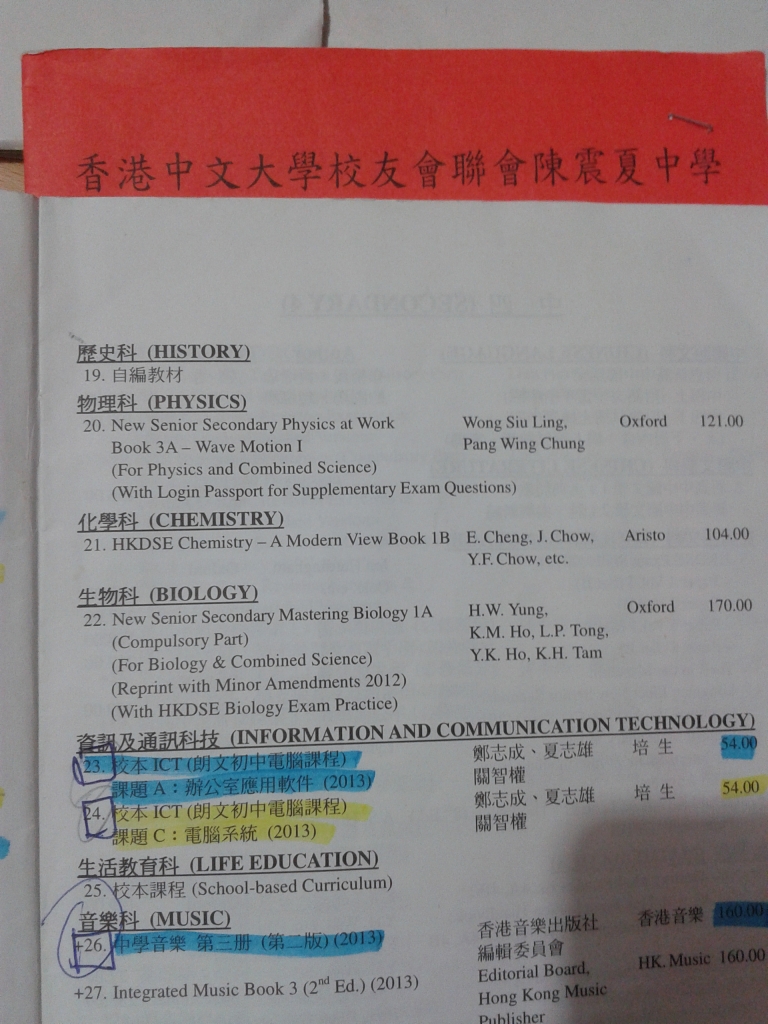 香港中文大學校友會聯會陳震夏中學
歷史科 (HISTORY)
19. 自編教材
物理科 (PHYSICS)
20. New Senior Secondary Physics at Work Wong Siu Ling, Oxford 121.00
Book 3A – Wave Motion I Pang Wing Chung
(For Physics and Combined Science)
(With Login Passport for Supplementary Exam Questions)
化學科 (CHEMISTRY)
21. HKDSE Chemistry – A Modern View Book 1B E. Cheng, J. Chow, Aristo 104.00
Y.F. Chow, etc.
生物科 (BIOLOGY)
22. New Senior Secondary Mastering Biology 1A H.W. Yung, Oxford 170.00
(Compulsory Part) K.M. Ho, L.P. Tong,
(For Biology & Combined Science) Y.K. Ho, K.H. Tam
(Reprint with Minor Amendments 2012)
(With HKDSE Biology Exam Practice)
資訊及通訊科技 (INFORMATION AND COMMUNICATION TECHNOLOGY)
23. 校本 ICT (朗文初中電腦課程) 鄭志成、夏志雄 培生 54.00
課題 A：辦公室應用軟件 (2013) 關智權
24. 校本 ICT (朗文初中電腦課程) 鄭志成、夏志雄 培生 54.00
課題 C：電腦系統 (2013) 關智權
生活教育科 (LIFE EDUCATION)
25. 校本課程 (School-based Curriculum)
音樂科 (MUSIC)
+26. 中學音樂 第三册 (第二版) (2013) 香港音樂出版社 香港音樂 160.00
編輯委員會
+27. Integrated Music Book 3 (2nd Ed.) (2013) Editorial Board, HK. Music 160.00
Hong Kong Music
Publisher